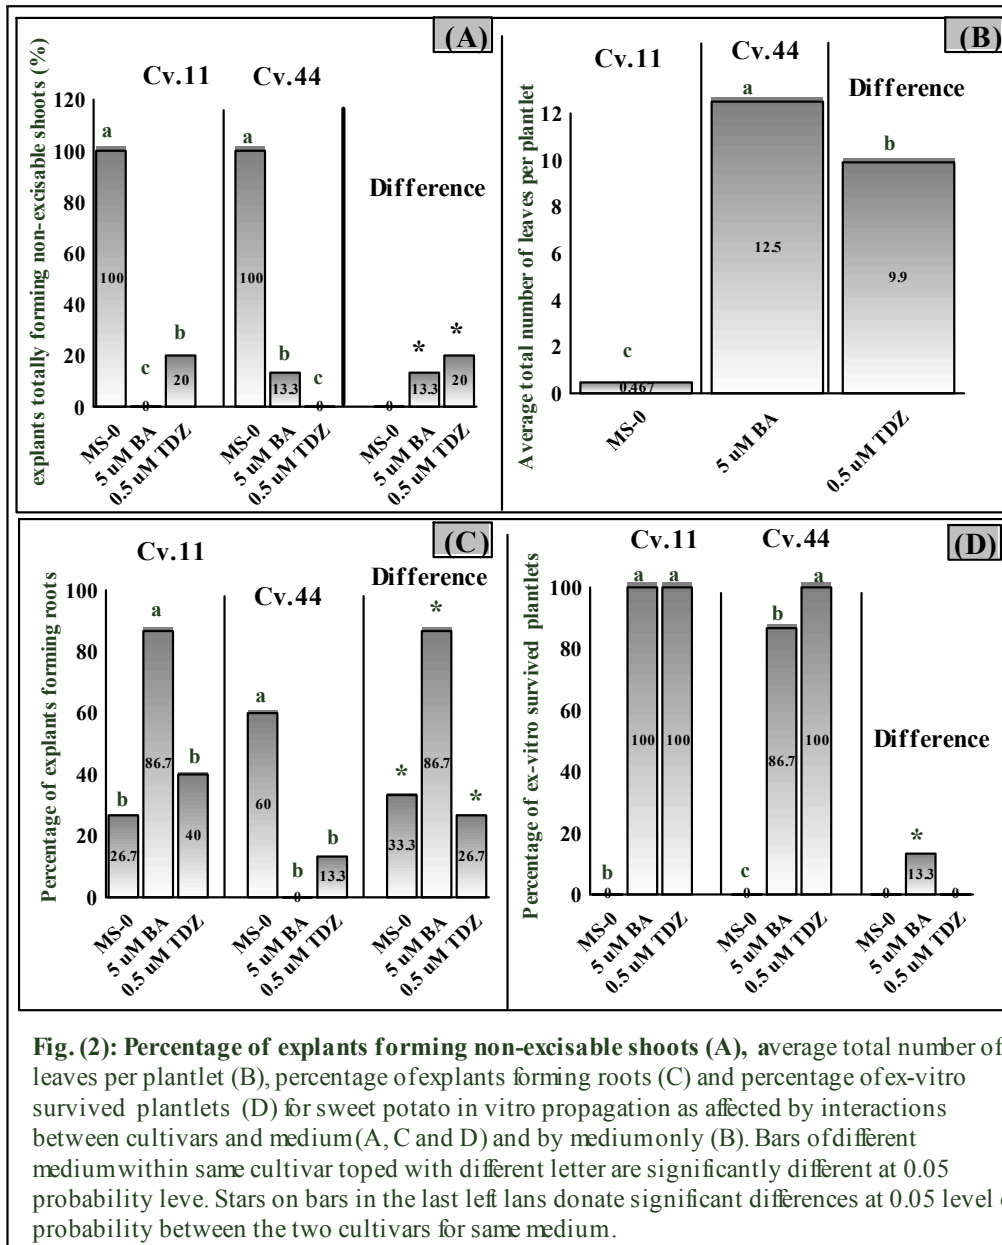 (A)
Cv.11 Cv.44
Difference
explants totally forming non-excisable shoots (%)
120
100
80
60
40
20
0
a
100
c
0
b
20
a
100
b
13.3
c
0
*
13.3
*
20
MS-0
5 uM BA
0.5 uM TDZ
MS-0
5 uM BA
0.5 uM TDZ
MS-0
5 uM BA
0.5 uM TDZ
(B)
Cv.11 Cv.44 Difference
Average total number of leaves per plantlet
12
10
8
6
4
2
0
c
0.467
a
12.5
b
9.9
MS-0
5 uM BA
0.5 uM TDZ
(C)
Cv.11
Cv.44
Difference
Percentage of explants forming roots
100
80
60
40
20
0
b
26.7
a
86.7
b
40
a
60
b
0
b
13.3
*
33.3
*
86.7
*
26.7
MS-0
5 uM BA
0.5 uM TDZ
MS-0
5 uM BA
0.5 uM TDZ
MS-0
5 uM BA
0.5 uM TDZ
(D)
Cv.11 Cv.44
Difference
Percentage of ex-vitro survived plantlets
100
80
60
40
20
0
b
0
a
100
a
100
c
0
b
86.7
a
100
0
*
13.3
0
MS-0
5 uM BA
0.5 uM TDZ
MS-0
5 uM BA
0.5 uM TDZ
MS-0
5 uM BA
0.5 uM TDZ
Fig. (2): Percentage of explants forming non-excisable shoots (A), average total number of
leaves per plantlet (B), percentage of explants forming roots (C) and percentage of ex-vitro
survived plantlets (D) for sweet potato in vitro propagation as affected by interactions
between cultivars and medium (A, C and D) and by medium only (B). Bars of different
medium within same cultivar toped with different letter are significantly different at 0.05
probability leve. Stars on bars in the last left lans donate significant differences at 0.05 level
probability between the two cultivars for same medium.